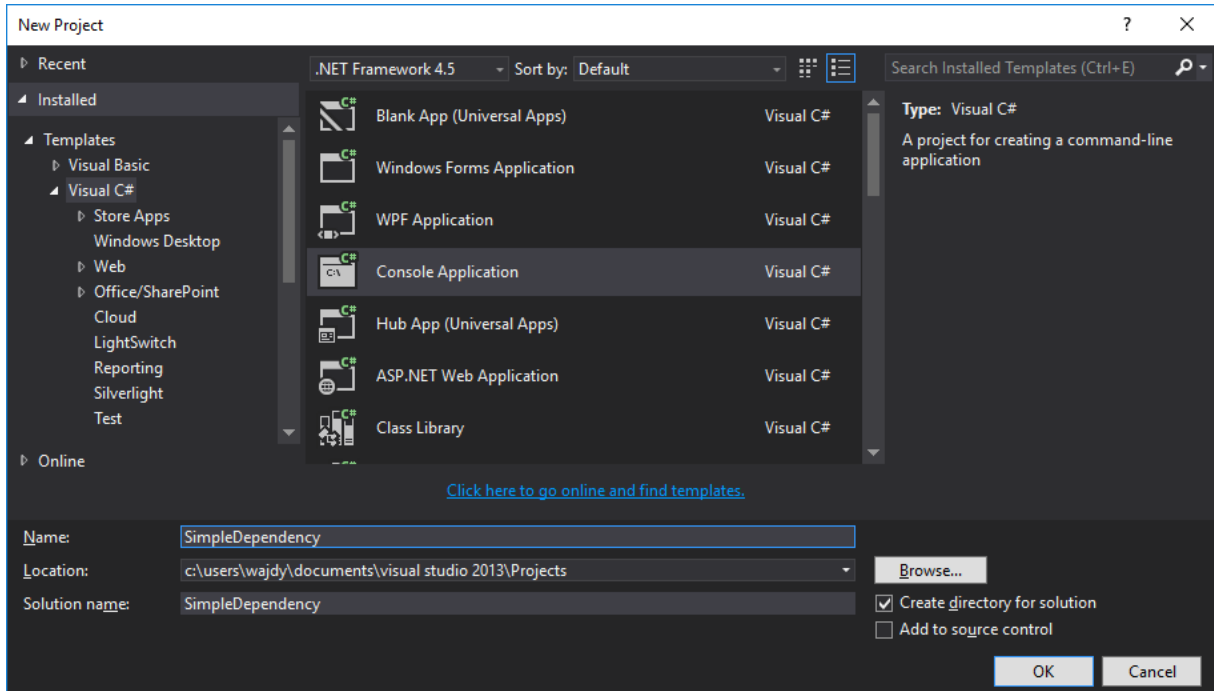 New Project
?
Recent
Installed
Templates
Visual Basic
Visual C#
Store Apps
Windows Desktop
Web
Office/SharePoint
Cloud
LightSwitch
Reporting
Silverlight
Test
Online
.NET Framework 4.5 Sort by: Default
C# Blank App (Universal Apps) Visual C#
C# Windows Forms Application Visual C#
C# WPF Application Visual C#
C# C:\ Console Application Visual C#
C# Hub App (Universal Apps) Visual C#
C# ASP.NET Web Application Visual C#
C# Class Library Visual C#
C#
Click here to go online and find templates.
Search Installed Templates (Ctrl+E)
Type: Visual C#
A project for creating a command-line
application
Name: SimpleDependency
Location: c:\users\wajdy\documents\visual studio 2013\Projects
Browse...
Solution name: SimpleDependency
Create directory for solution
Add to source control
OK Cancel